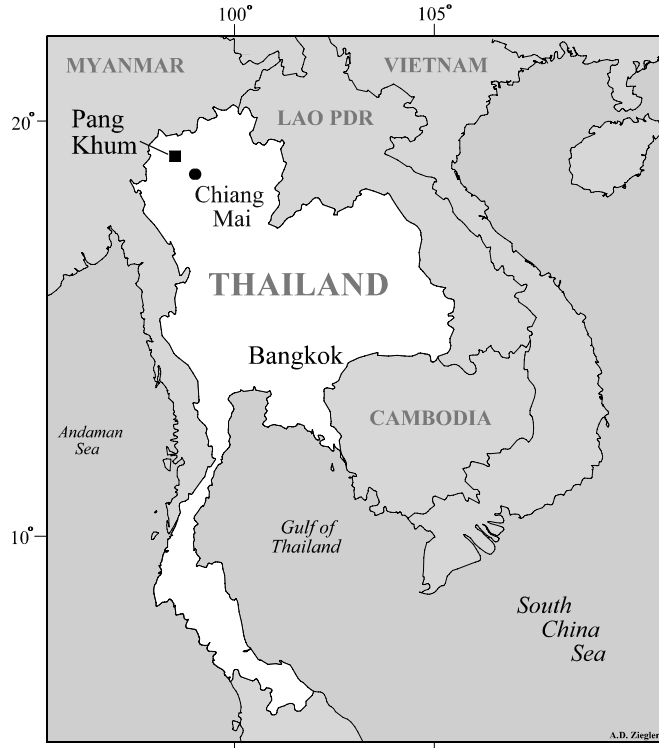 100°
105°
MYANMAR
VIETNAM
20°
Pang
Khum
LAO PDR
Chiang
Mai
THAILAND
Bangkok
CAMBODIA
Andaman
Sea
10°
Gulf of
Thailand
South
China
Sea
A.D. Ziegler